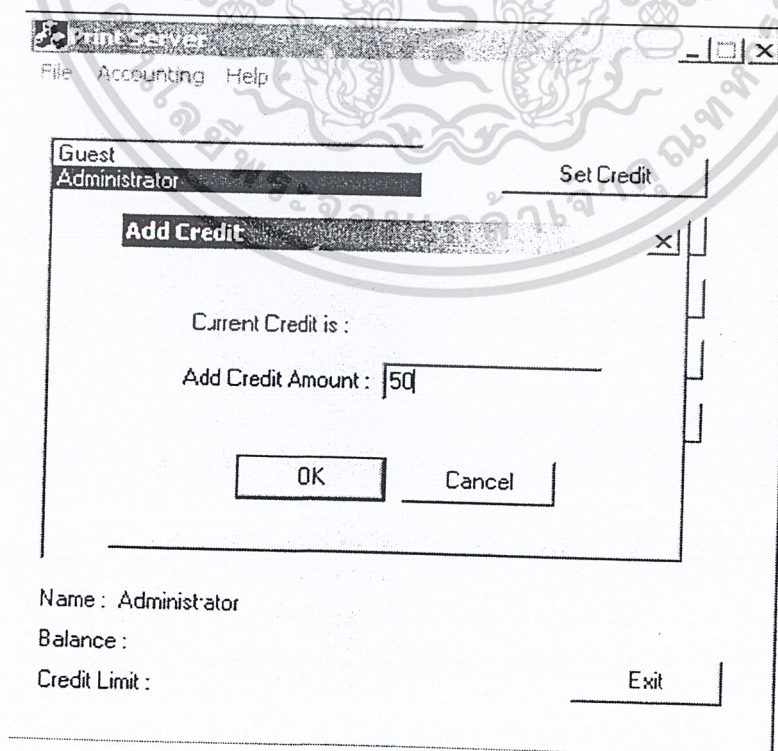 Print Server
File Accounting Help
Guest
Administrator
Set Credit
Add Credit
Current Credit is :
Add Credit Amount : 50
OK Cancel
Name : Administrator
Balance :
Credit Limit :
Exit